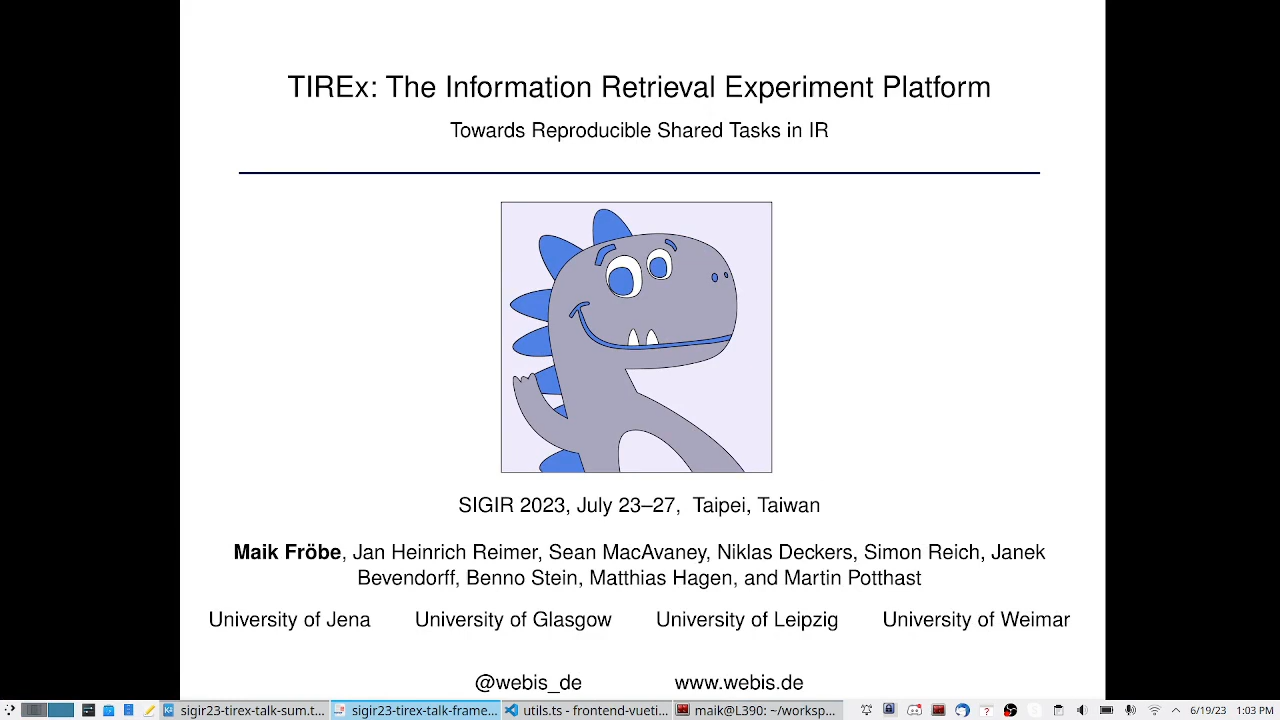 TIREx: The Information Retrieval Experiment Platform
Towards Reproducible Shared Tasks in IR
SIGIR 2023, July 23–27, Taipei, Taiwan
Maik Fröbe, Jan Heinrich Reimer, Sean MacAvaney, Niklas Deckers, Simon Reich, Janek
Bevendorff, Benno Stein, Matthias Hagen, and Martin Potthast
University of Jena University of Glasgow University of Leipzig University of Weimar
@webis_de www.webis.de
sigir23-tirex-talk-sum.t... sigir23-tirex-talk-frame... utils.ts - frontend-vueti... maik@l390: ~/worksp... 6/19/23 1:03 PM